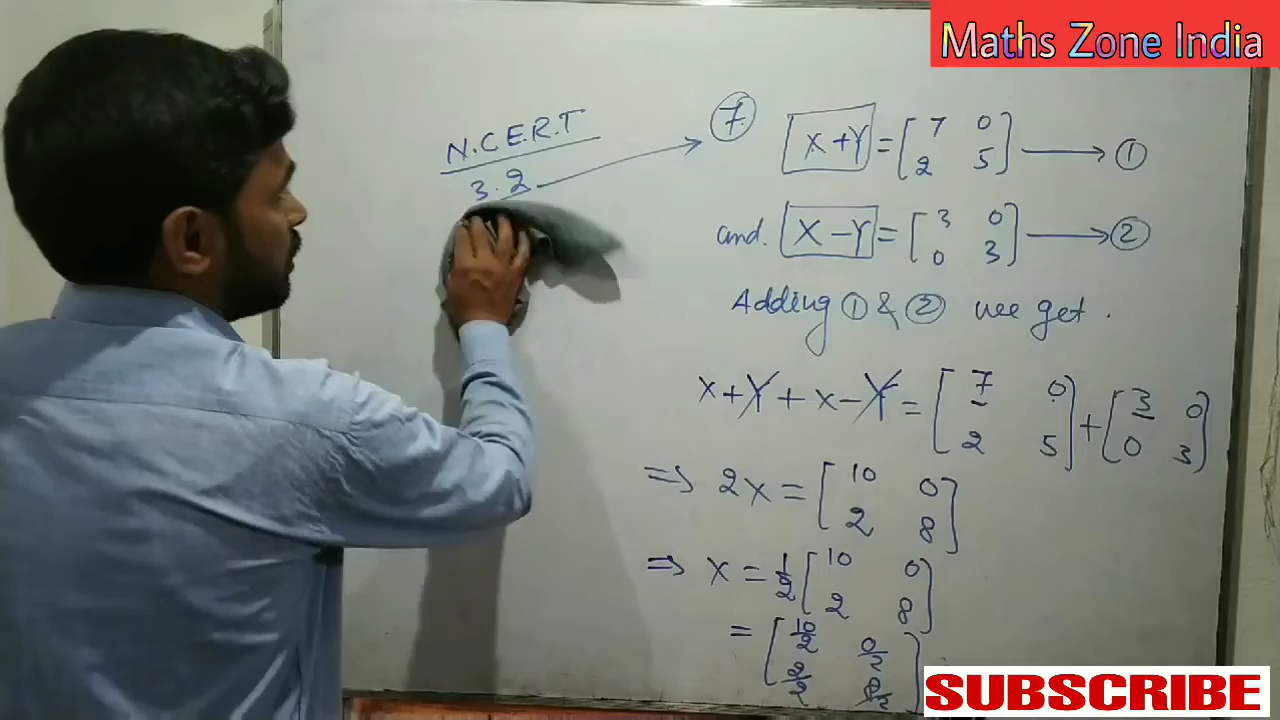 Maths Zone India
N.C.E.R.T
3.2
7. X+Y = [7 0
2 5] → ①
and. X−Y = [3 0
0 3] → ②
Adding ① & ② we get .
x+Y+x−Y = [7 0
2 5] + [3 0
0 3]
⇒ 2x = [10 0
2 8]
⇒ x = 1/2 [10 0
2 8]
= [10/2 0/2
2/2 8/2]
SUBSCRIBE